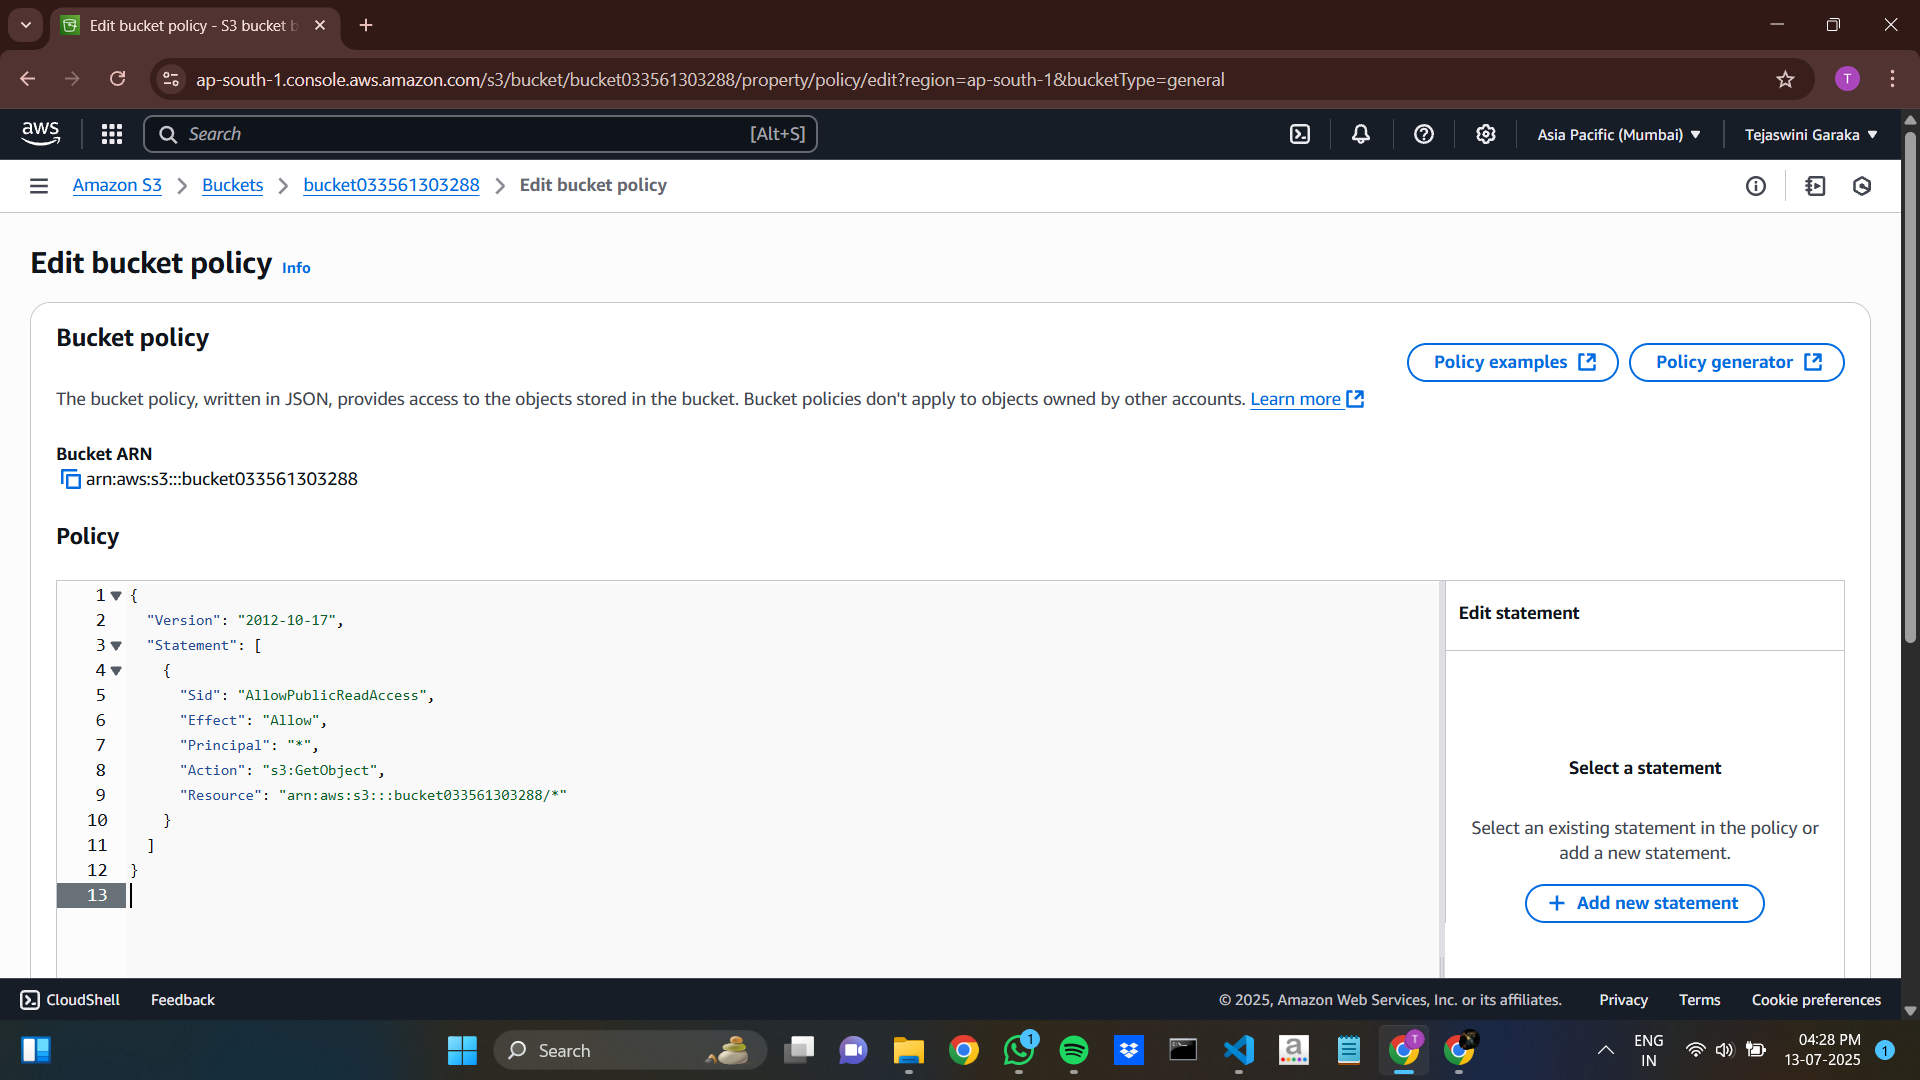 Edit bucket policy - S3 bucket b
ap-south-1.console.aws.amazon.com/s3/bucket/bucket033561303288/property/policy/edit?region=ap-south-1&bucketType=general
T
aws
Search
[Alt+S]
Asia Pacific (Mumbai)
Tejaswini Garaka
Amazon S3
Buckets
bucket033561303288
Edit bucket policy
Edit bucket policy Info
Bucket policy
Policy examples
Policy generator
The bucket policy, written in JSON, provides access to the objects stored in the bucket. Bucket policies don't apply to objects owned by other accounts. Learn more
Bucket ARN
arn:aws:s3:::bucket033561303288
Policy
1 {
2 "Version": "2012-10-17",
3 "Statement": [
4 {
5 "Sid": "AllowPublicReadAccess",
6 "Effect": "Allow",
7 "Principal": "*",
8 "Action": "s3:GetObject",
9 "Resource": "arn:aws:s3:::bucket033561303288/*"
10 }
11 ]
12 }
13
Edit statement
Select a statement
Select an existing statement in the policy or
add a new statement.
+ Add new statement
CloudShell
Feedback
© 2025, Amazon Web Services, Inc. or its affiliates.
Privacy
Terms
Cookie preferences
Search
1
a
T
ENG
IN
04:28 PM
13-07-2025
1